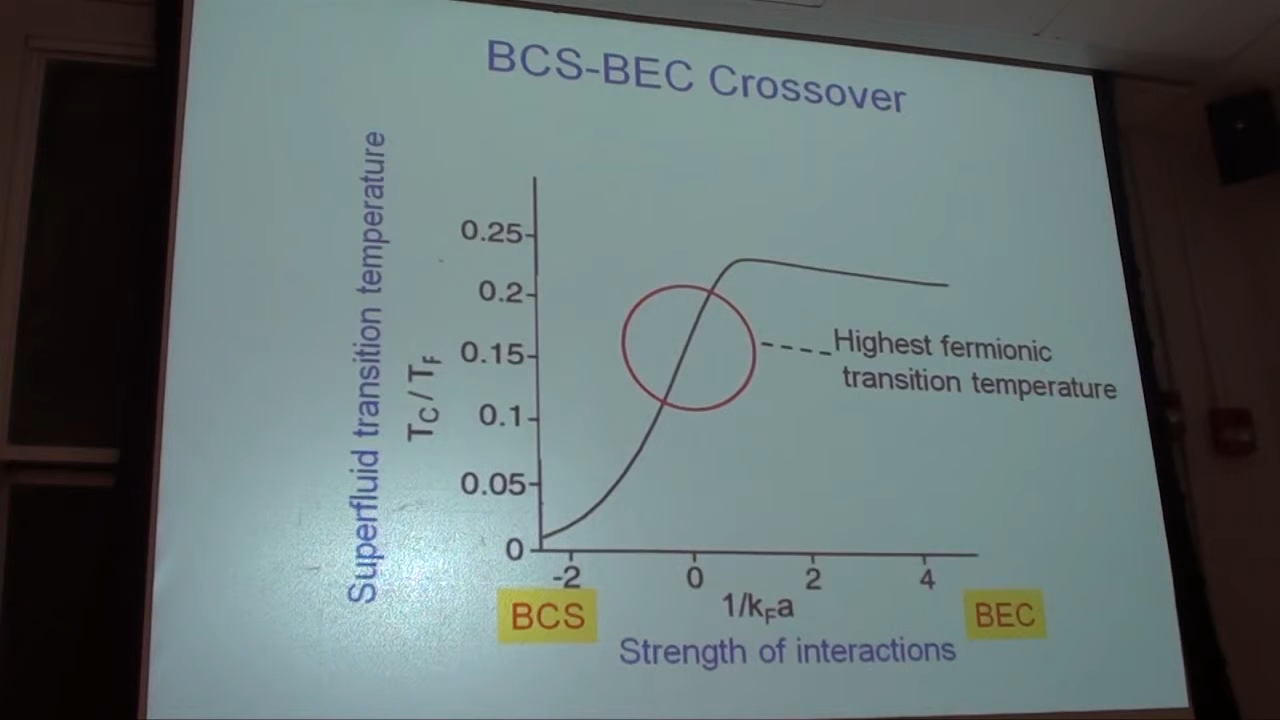 BCS-BEC Crossover
Superfluid transition temperature
Tc / TF
0.25
0.2
0.15
0.1
0.05
0
-2
0
2
4
Highest fermionic
transition temperature
BCS
1/kFa
BEC
Strength of interactions